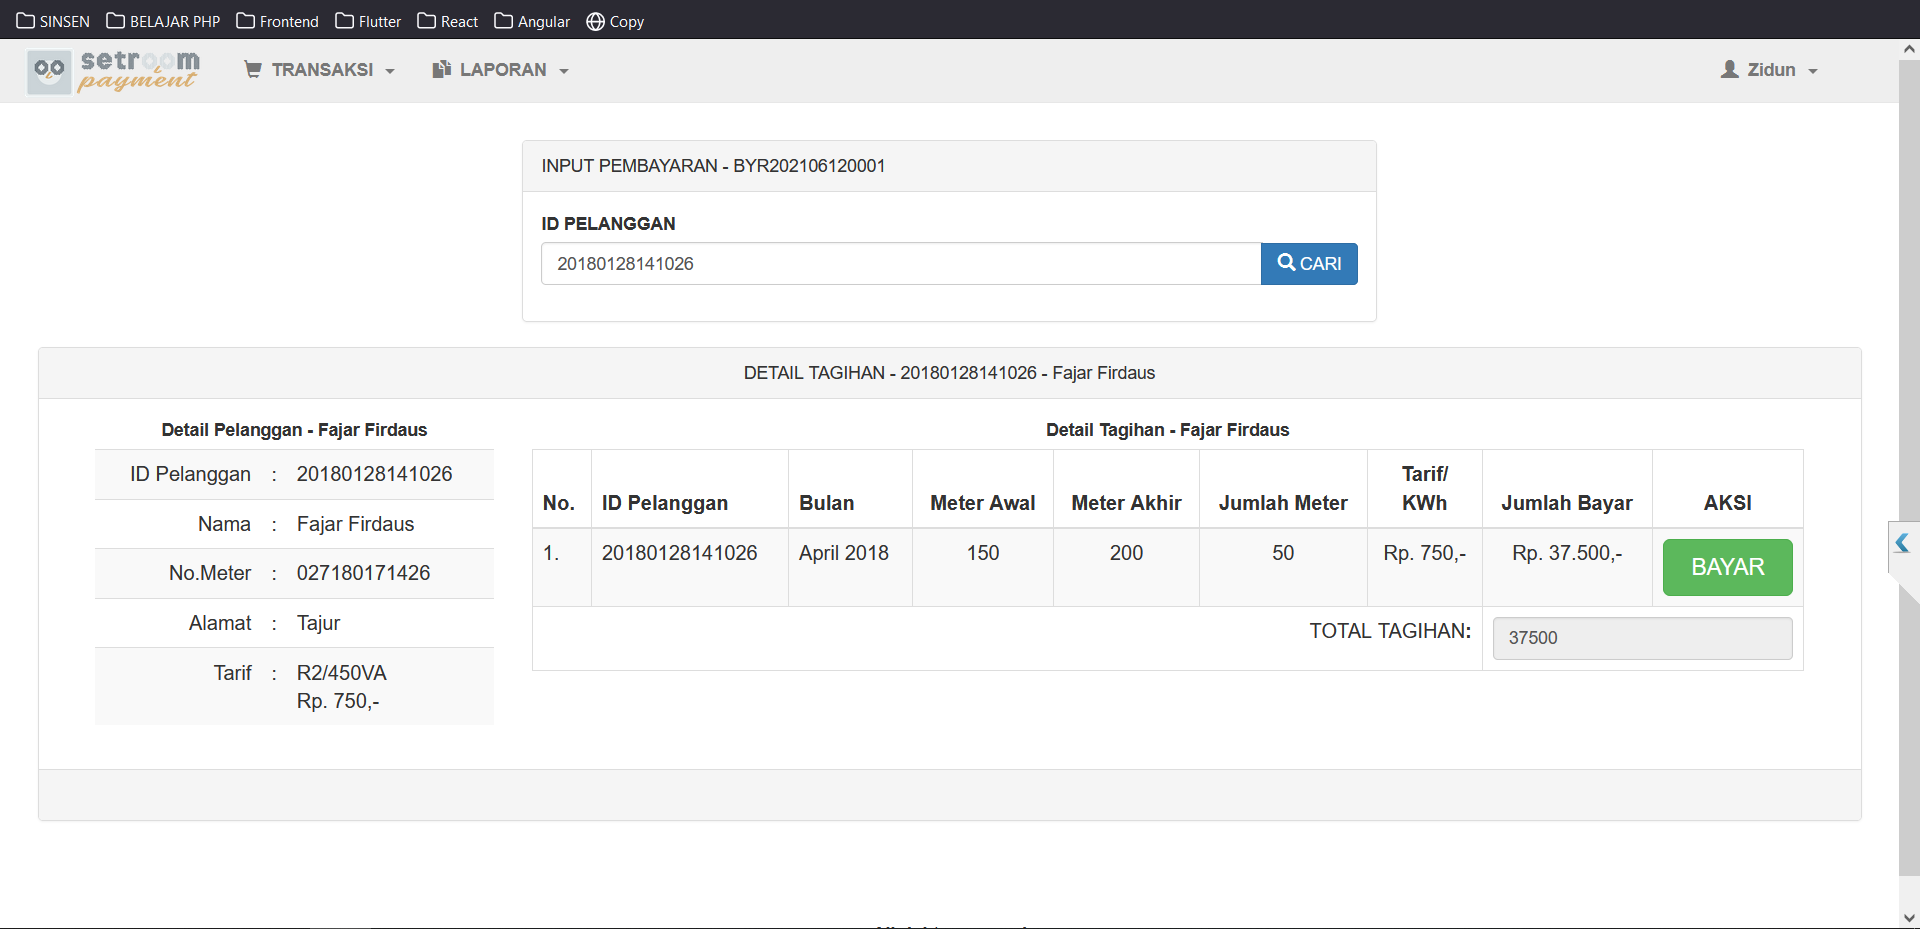 SINSEN BELAJAR PHP Frontend Flutter React Angular Copy
setroom
payment
TRANSAKSI LAPORAN Zidun
INPUT PEMBAYARAN - BYR202106120001
ID PELANGGAN
20180128141026 CARI
DETAIL TAGIHAN - 20180128141026 - Fajar Firdaus
Detail Pelanggan - Fajar Firdaus
ID Pelanggan : 20180128141026
Nama : Fajar Firdaus
No.Meter : 027180171426
Alamat : Tajur
Tarif : R2/450VA
Rp. 750,-
Detail Tagihan - Fajar Firdaus
No. ID Pelanggan Bulan Meter Awal Meter Akhir Jumlah Meter Tarif/ KWh Jumlah Bayar AKSI
1. 20180128141026 April 2018 150 200 50 Rp. 750,- Rp. 37.500,- BAYAR
TOTAL TAGIHAN: 37500